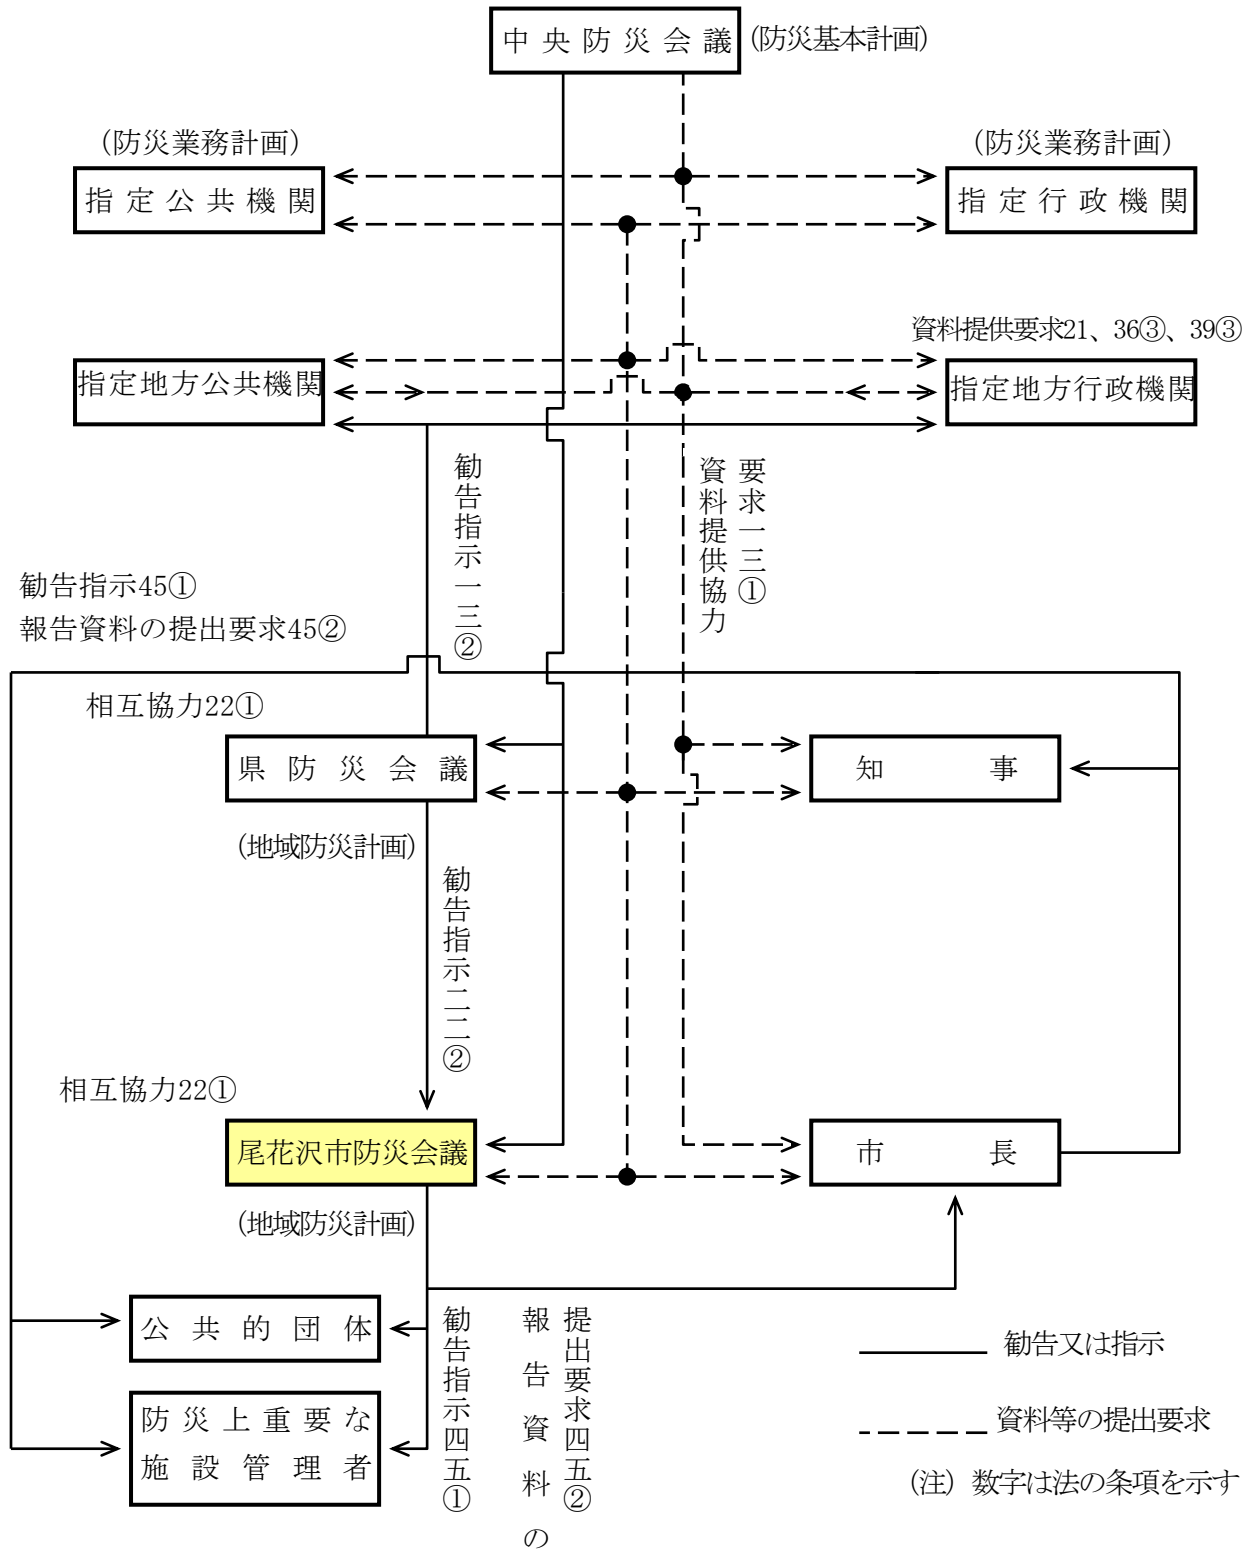 中央防災会議
(防災基本計画)
(防災業務計画)
(防災業務計画)
指定公共機関
指定行政機関
資料提供要求21、36③、39③
指定地方公共機関
指定地方行政機関
勧告指示一三②
要求一三①
資料提供協力
勧告指示45①
報告資料の提出要求45②
相互協力22①
県防災会議
知事
(地域防災計画)
勧告指示二二②
相互協力22①
尾花沢市防災会議
市長
(地域防災計画)
公共的団体
防災上重要な
施設管理者
勧告指示四五①
報告資料の
提出要求四五②
勧告又は指示
資料等の提出要求
(注) 数字は法の条項を示す